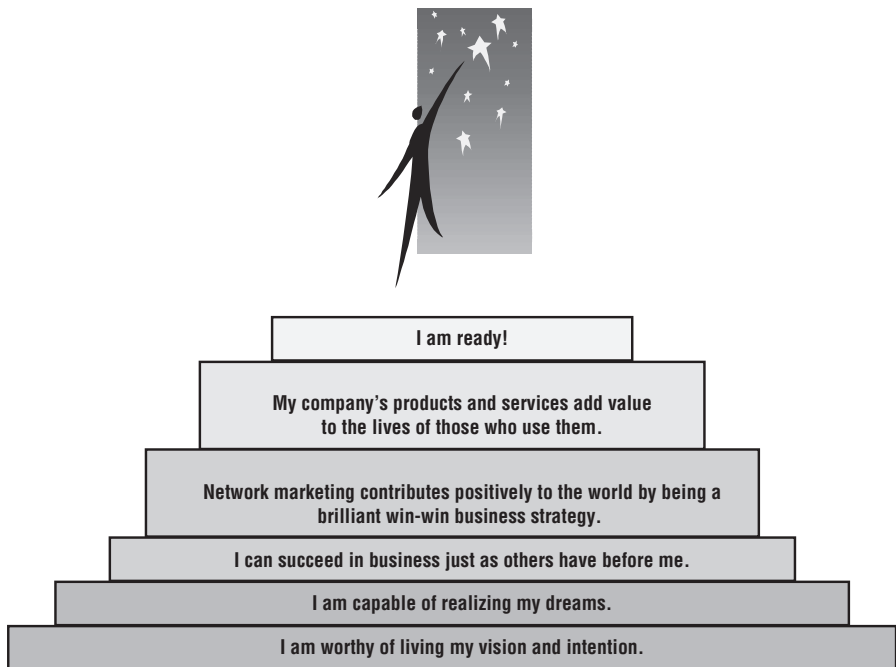 I am ready!
My company’s products and services add value
to the lives of those who use them.
Network marketing contributes positively to the world by being a
brilliant win-win business strategy.
I can succeed in business just as others have before me.
I am capable of realizing my dreams.
I am worthy of living my vision and intention.